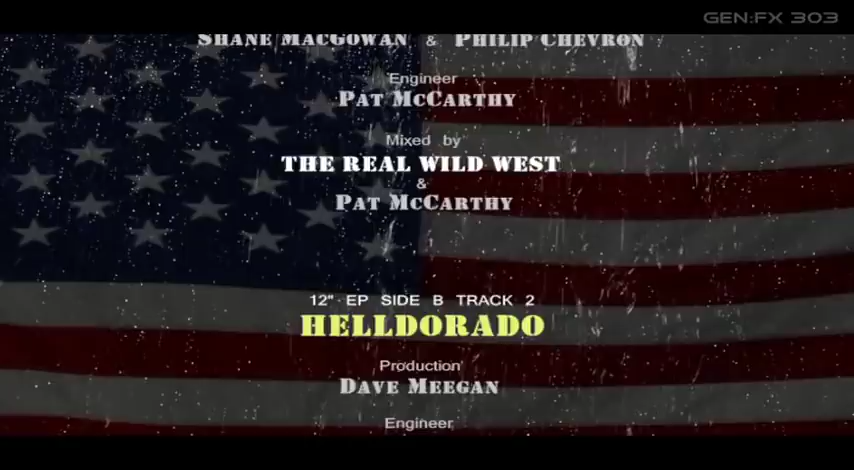 GEN:FX 303
SHANE MACGOWAN & PHILIP CHEVRON
Engineer
PAT MCCARTHY
Mixed by
THE REAL WILD WEST
&
PAT MCCARTHY
12" EP SIDE B TRACK 2
HELLDORADO
Production
DAVE MEEGAN
Engineer